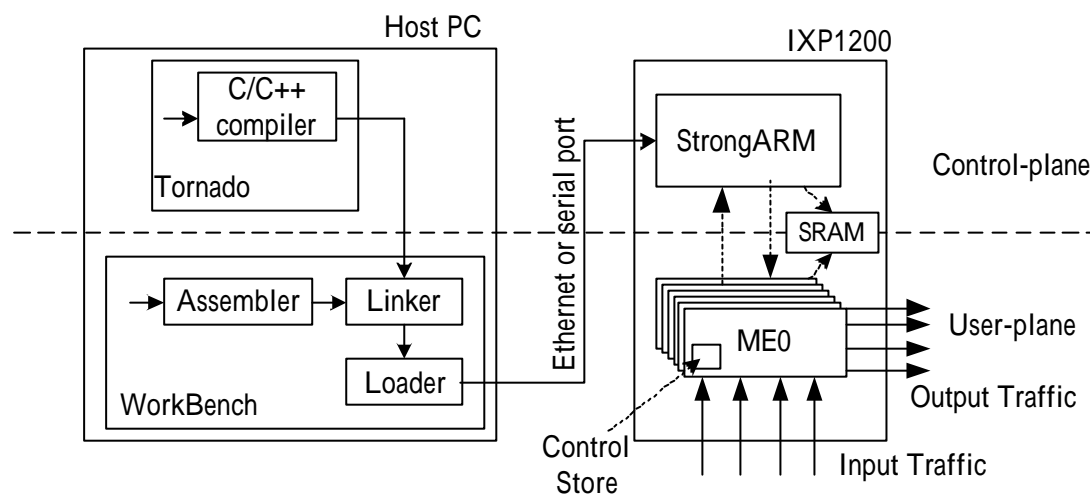 Host PC
IXP1200
C/C++
compiler
Tornado
StrongARM
Control-plane
Ethernet or serial port
SRAM
Assembler
Linker
Loader
WorkBench
ME0
User-plane
Output Traffic
Control
Store
Input Traffic